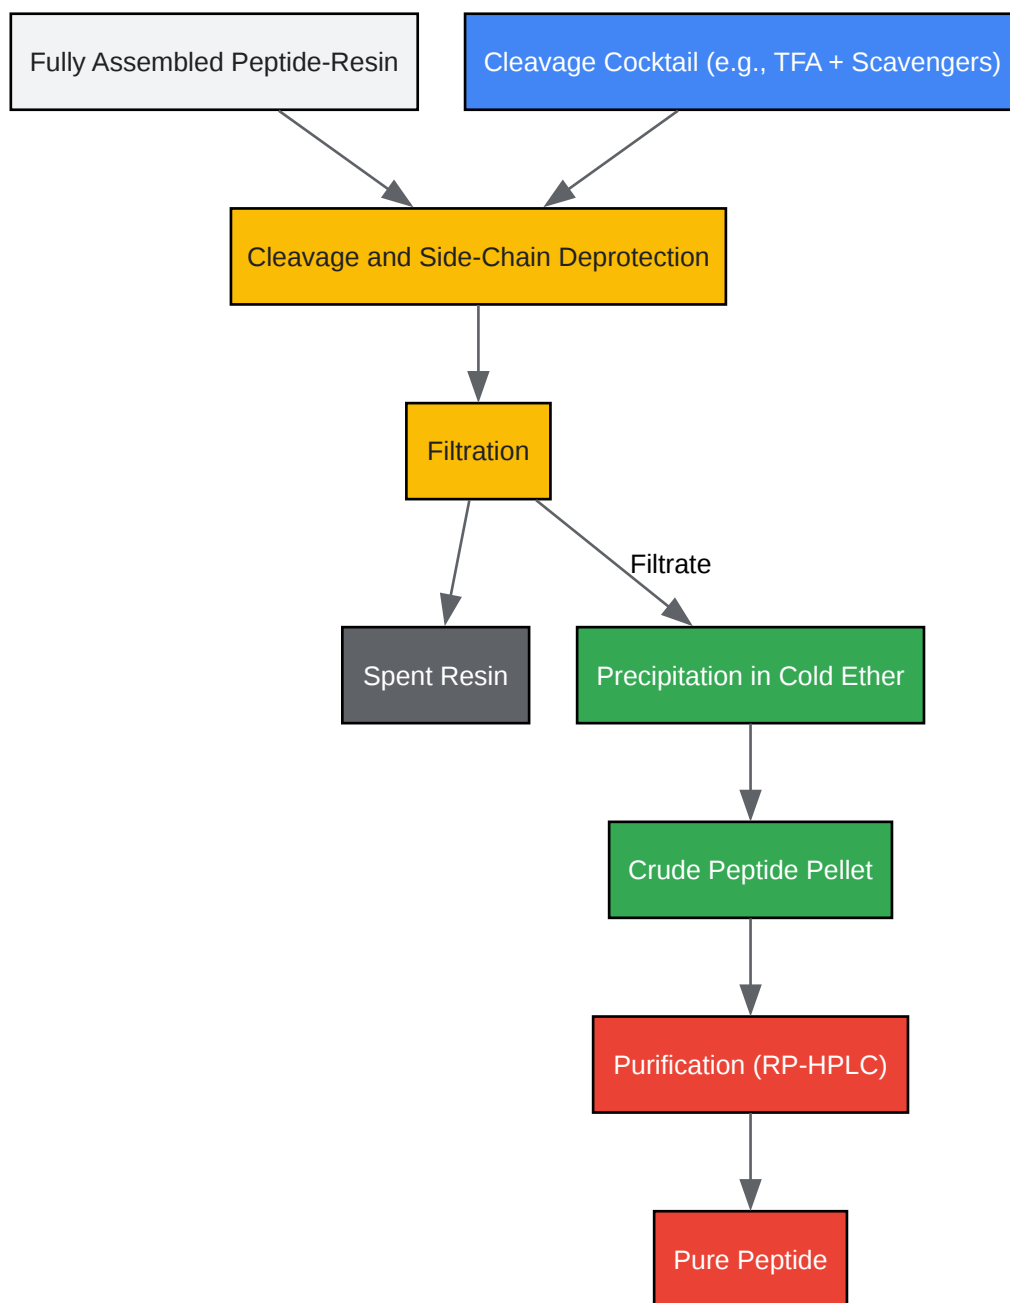 Fully Assembled Peptide-Resin
Cleavage Cocktail (e.g., TFA + Scavengers)
Cleavage and Side-Chain Deprotection
Filtration
Filtrate
Spent Resin
Precipitation in Cold Ether
Crude Peptide Pellet
Purification (RP-HPLC)
Pure Peptide